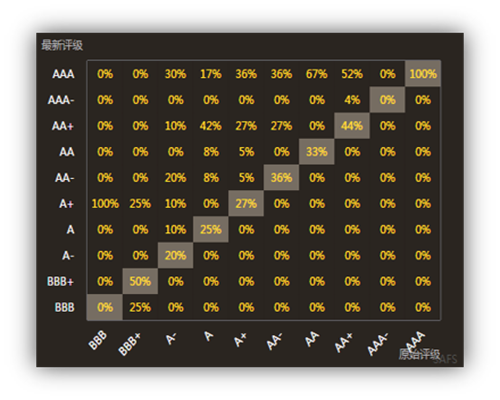 最新评级
AAA 0% 0% 30% 17% 36% 36% 67% 52% 0% 100%
AAA- 0% 0% 0% 0% 0% 0% 0% 4% 0% 0%
AA+ 0% 0% 10% 42% 27% 27% 0% 44% 0% 0%
AA 0% 0% 0% 8% 5% 0% 33% 0% 0% 0%
AA- 0% 0% 20% 8% 5% 36% 0% 0% 0% 0%
A+ 100% 25% 10% 0% 27% 0% 0% 0% 0% 0%
A 0% 0% 10% 25% 0% 0% 0% 0% 0% 0%
A- 0% 0% 20% 0% 0% 0% 0% 0% 0% 0%
BBB+ 0% 50% 0% 0% 0% 0% 0% 0% 0% 0%
BBB 0% 25% 0% 0% 0% 0% 0% 0% 0% 0%
BBB BBB+ A- A A+ AA- AA AA+ AAA- AAA
原始评级